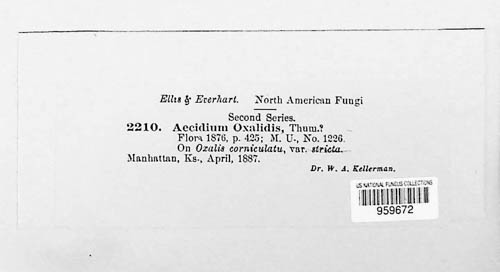 Ellis & Everhart. North American Fungi
Second Series.
2210. Aecidium Oxalidis, Thum.?
Flora 1876, p. 425; M. U., No. 1226.
On Oxalis corniculatu, var. stricta.
Manhattan, Ks., April, 1887.
Dr. W. A. Kellerman.
US NATIONAL FUNGUS COLLECTIONS
959672